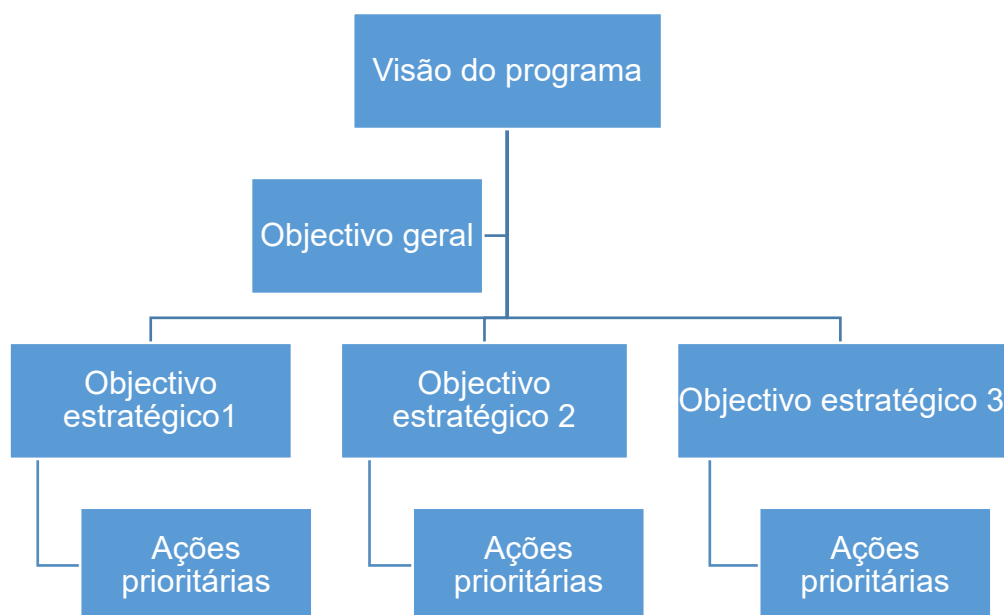 Visão do programa
Objectivo geral
Objectivo
estratégico1
Objectivo
estratégico 2
Objectivo estratégico 3
Ações
prioritárias
Ações
prioritárias
Ações
prioritárias